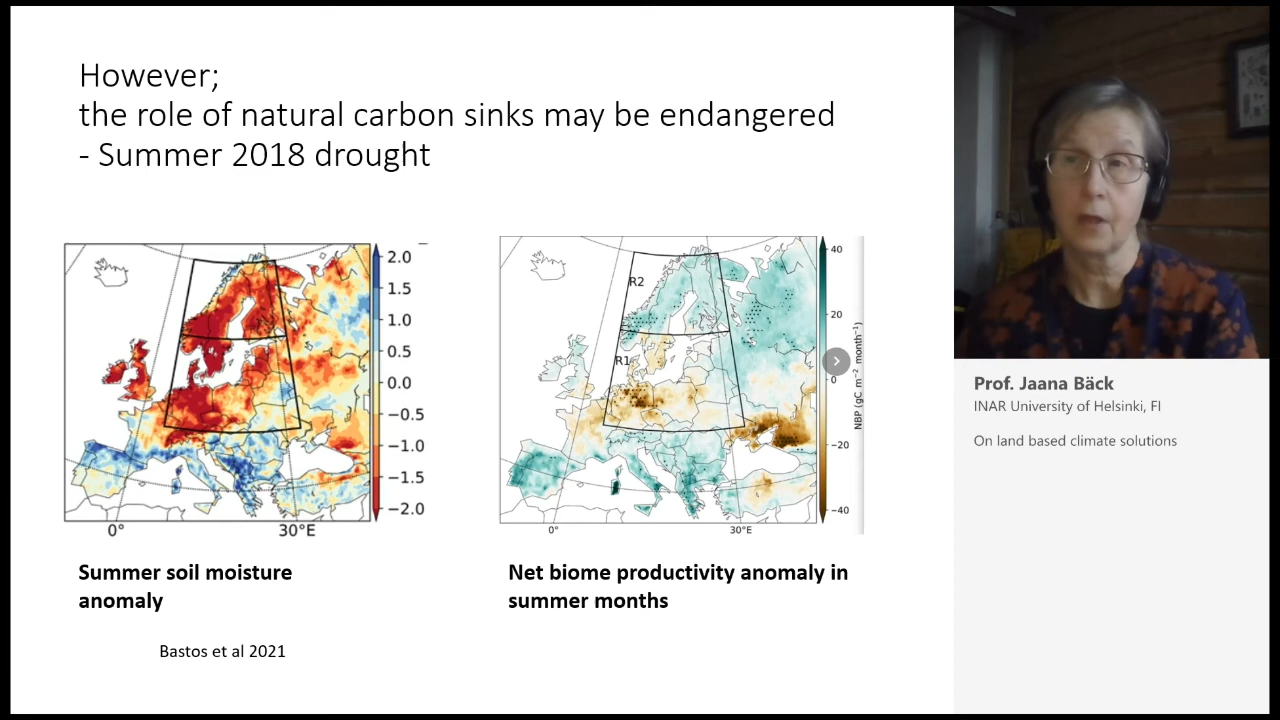 However;
the role of natural carbon sinks may be endangered
- Summer 2018 drought
2.0
1.5
1.0
0.5
0.0
−0.5
−1.0
−1.5
−2.0
0°
30°E
R2
R1
40
20
0
−20
−40
NBP (gC m⁻² month⁻¹)
0°
30°E
Summer soil moisture
anomaly
Net biome productivity anomaly in
summer months
Bastos et al 2021
Prof. Jaana Bäck
INAR University of Helsinki, FI
On land based climate solutions